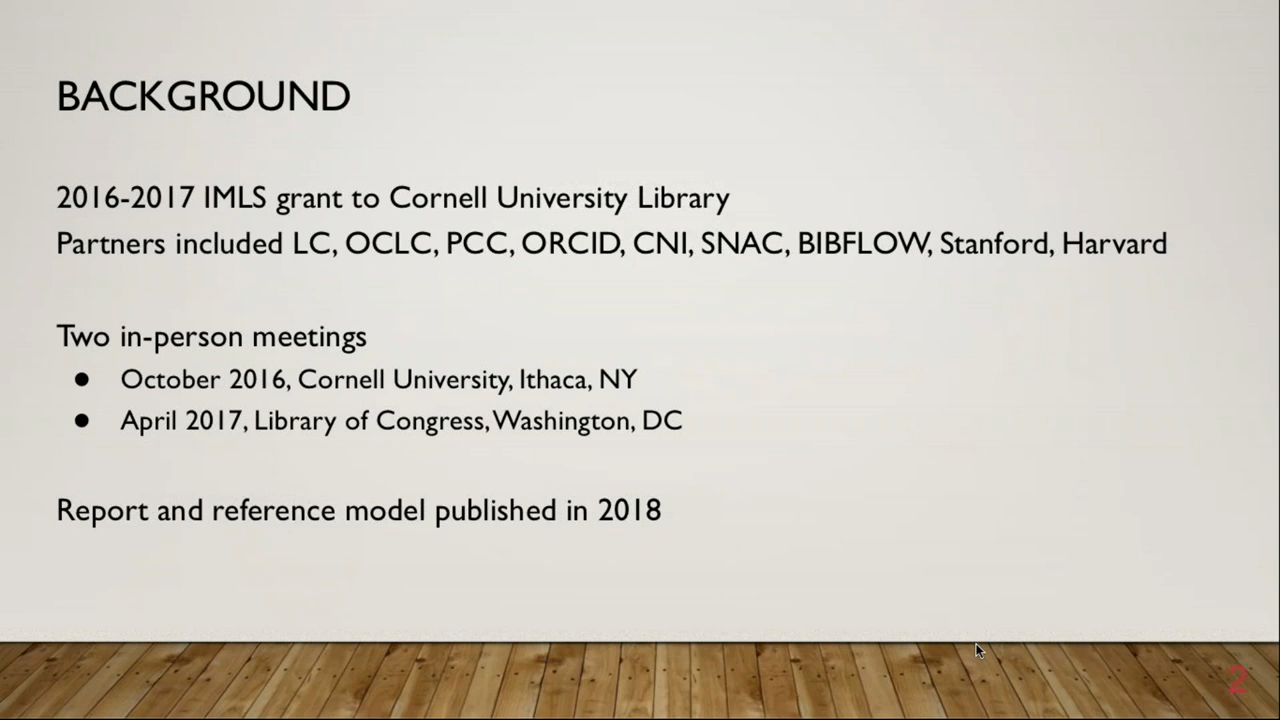 BACKGROUND
2016-2017 IMLS grant to Cornell University Library
Partners included LC, OCLC, PCC, ORCID, CNI, SNAC, BIBFLOW, Stanford, Harvard
Two in-person meetings
● October 2016, Cornell University, Ithaca, NY
● April 2017, Library of Congress, Washington, DC
Report and reference model published in 2018
2